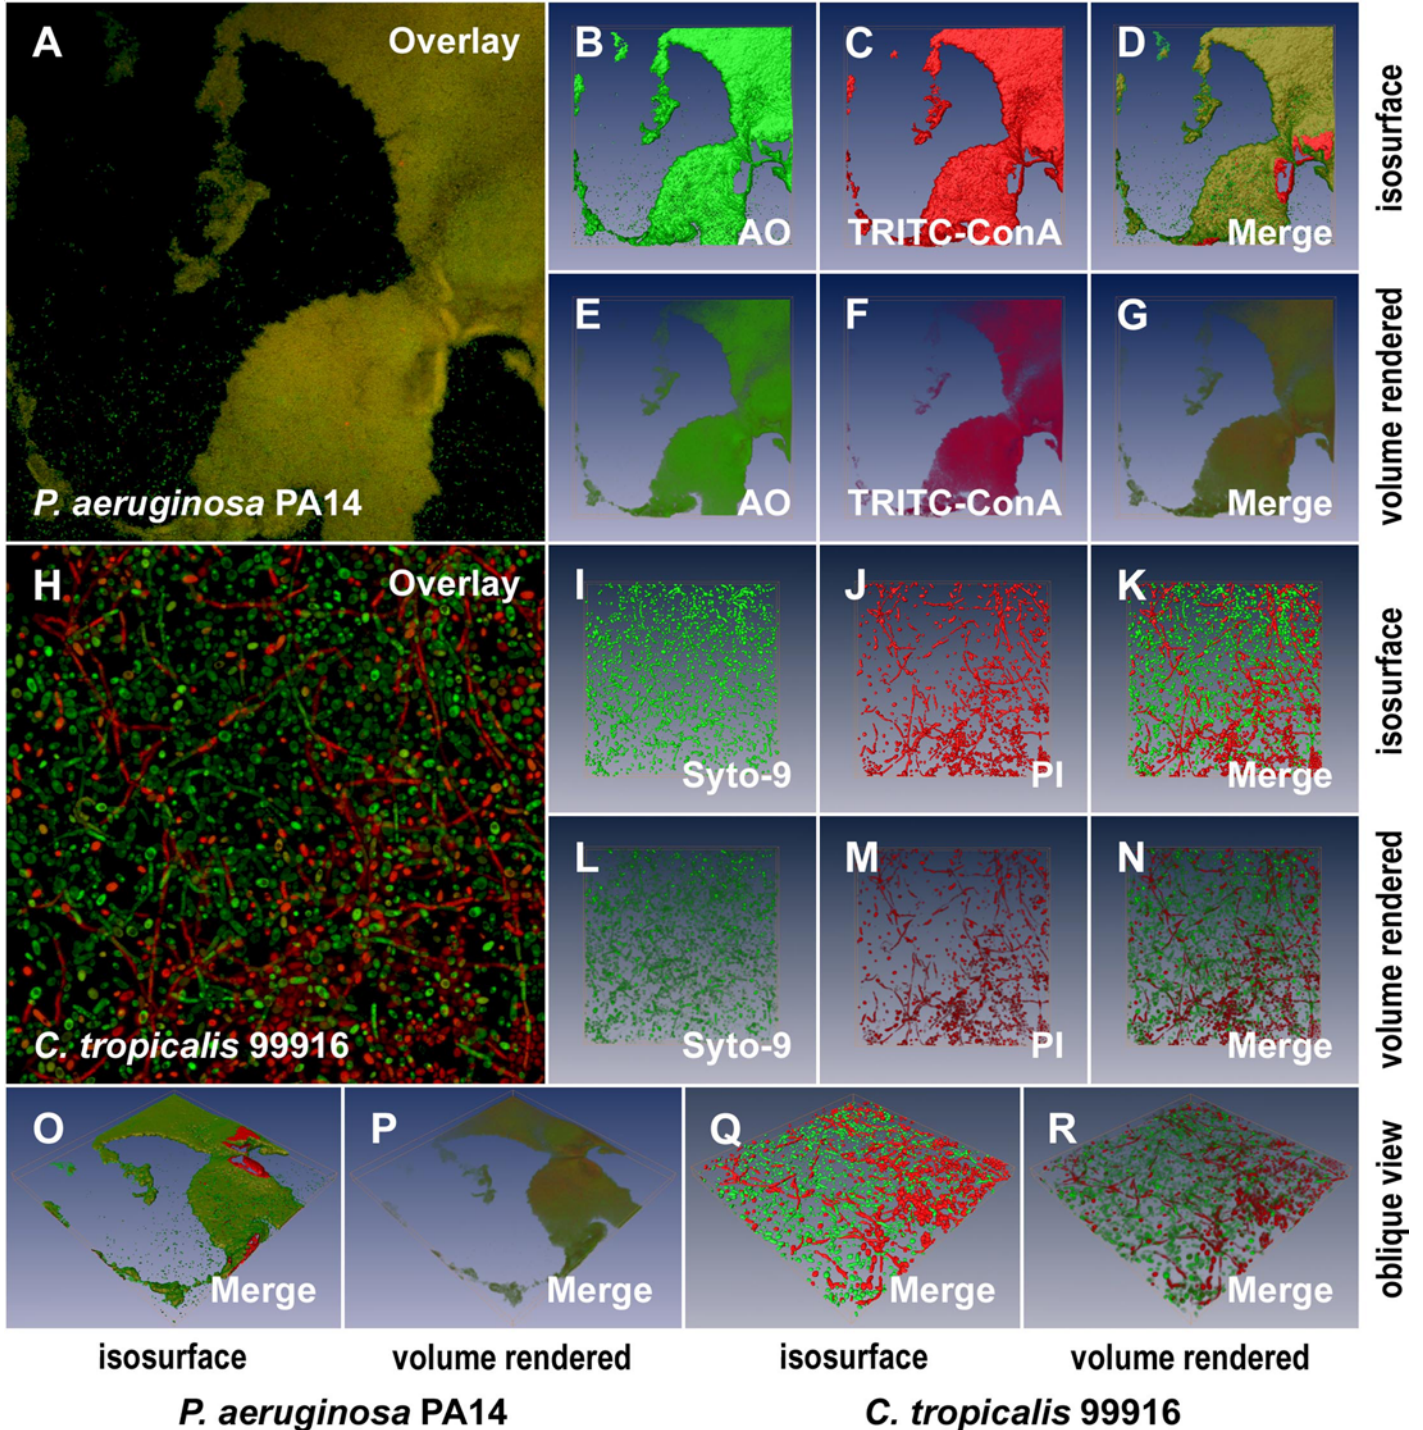 A
Overlay
P. aeruginosa PA14
B
AO
C
TRITC-ConA
D
Merge
isosurface
E
AO
F
TRITC-ConA
G
Merge
volume rendered
H
Overlay
C. tropicalis 99916
I
Syto-9
J
PI
K
Merge
isosurface
L
Syto-9
M
PI
N
Merge
volume rendered
O
Merge
P
Merge
Q
Merge
R
Merge
oblique view
isosurface
volume rendered
isosurface
volume rendered
P. aeruginosa PA14
C. tropicalis 99916